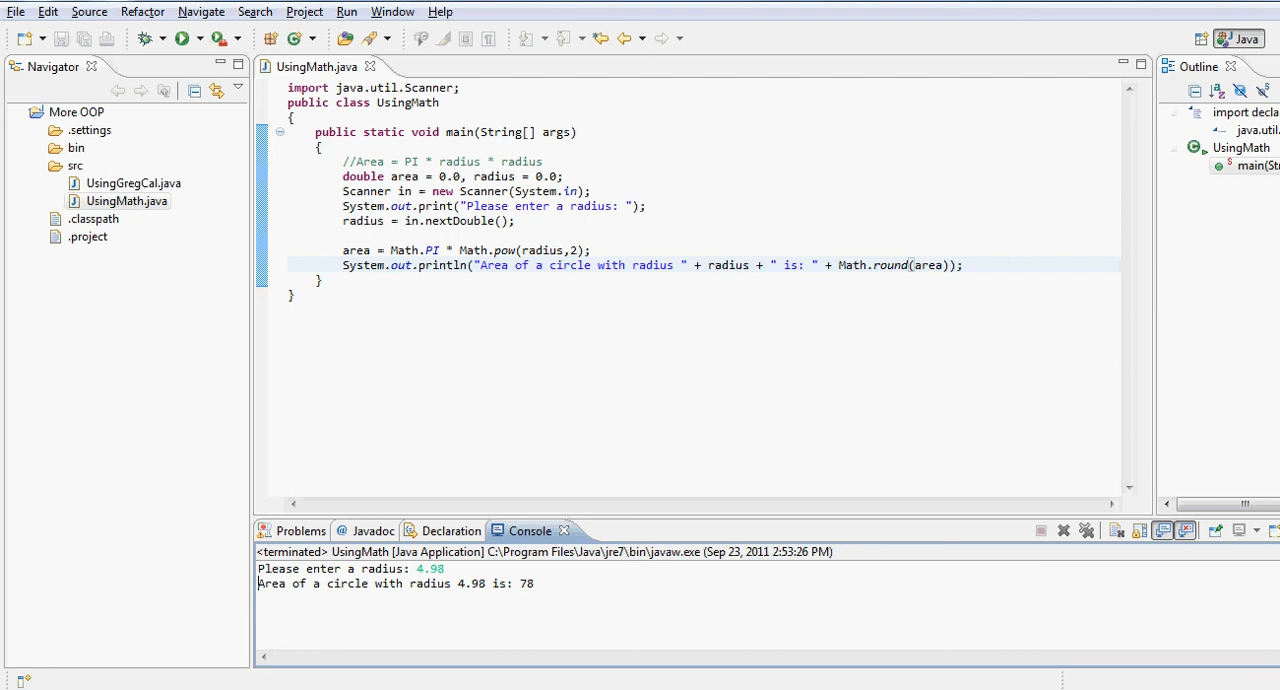 File Edit Source Refactor Navigate Search Project Run Window Help
Java
Navigator
More OOP
.settings
bin
src
UsingGregCal.java
UsingMath.java
.classpath
.project
UsingMath.java
import java.util.Scanner;
public class UsingMath
{
public static void main(String[] args)
{
//Area = PI * radius * radius
double area = 0.0, radius = 0.0;
Scanner in = new Scanner(System.in);
System.out.print("Please enter a radius: ");
radius = in.nextDouble();
area = Math.PI * Math.pow(radius,2);
System.out.println("Area of a circle with radius " + radius + " is: " + Math.round(area));
}
}
Outline
import decla
java.util.
UsingMath
main(St
Problems @ Javadoc Declaration Console
<terminated> UsingMath [Java Application] C:\Program Files\Java\jre7\bin\javaw.exe (Sep 23, 2011 2:53:26 PM)
Please enter a radius: 4.98
Area of a circle with radius 4.98 is: 78